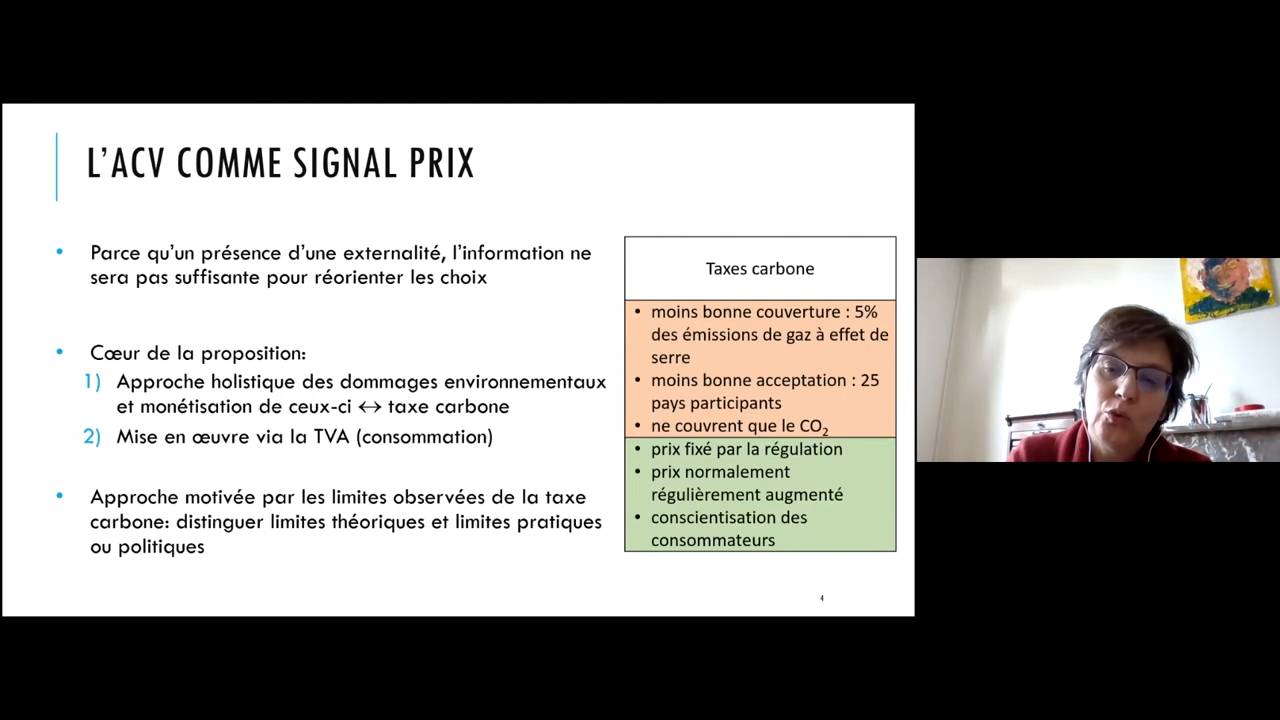 L'ACV COMME SIGNAL PRIX
• Parce qu'un présence d'une externalité, l'information ne
sera pas suffisante pour réorienter les choix
• Cœur de la proposition:
1) Approche holistique des dommages environnementaux
et monétisation de ceux-ci ↔ taxe carbone
2) Mise en œuvre via la TVA (consommation)
• Approche motivée par les limites observées de la taxe
carbone: distinguer limites théoriques et limites pratiques
ou politiques
Taxes carbone
• moins bonne couverture : 5%
des émissions de gaz à effet de
serre
• moins bonne acceptation : 25
pays participants
• ne couvrent que le CO₂
• prix fixé par la régulation
• prix normalement
régulièrement augmenté
• conscientisation des
consommateurs
4